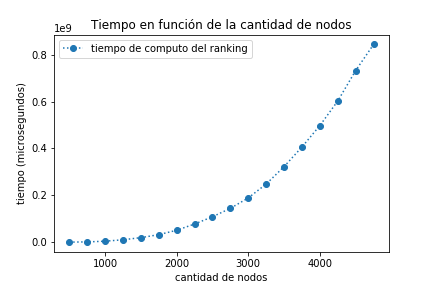 Tiempo en función de la cantidad de nodos
1e9
tiempo de computo del ranking
0.8
0.6
0.4
0.2
0.0
tiempo (microsegundos)
1000 2000 3000 4000
cantidad de nodos